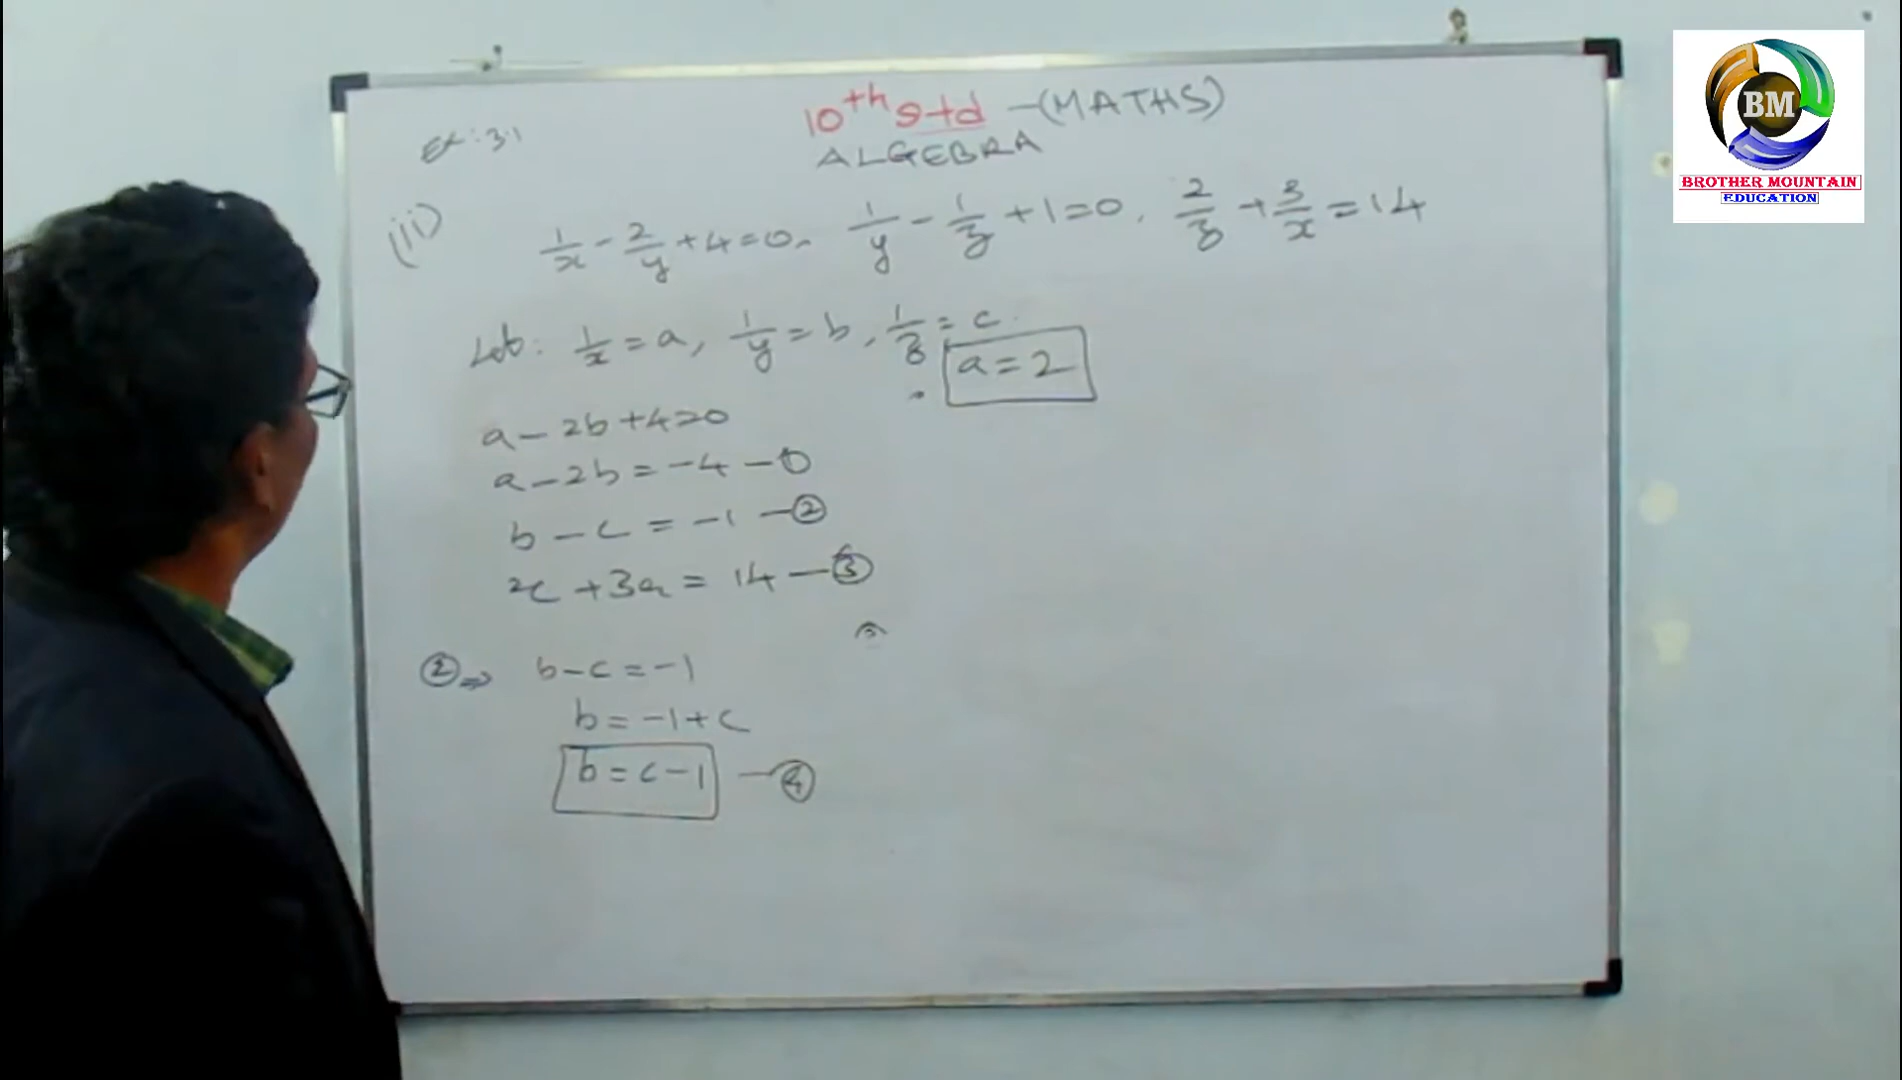 10th Std - (MATHS)
Ex: 3.1
ALGEBRA
(iii) 1/x - 2/y + 4 = 0, 1/y - 1/z + 1 = 0, 2/z + 3/x = 14
Let: 1/x = a, 1/y = b, 1/z = c
a = 2
a - 2b + 4 = 0
a - 2b = -4 - ①
b - c = -1 - ②
2c + 3a = 14 - ③
② ⇒ b - c = -1
b = -1 + c
b = c - 1 - ④
BM
BROTHER MOUNTAIN
EDUCATION